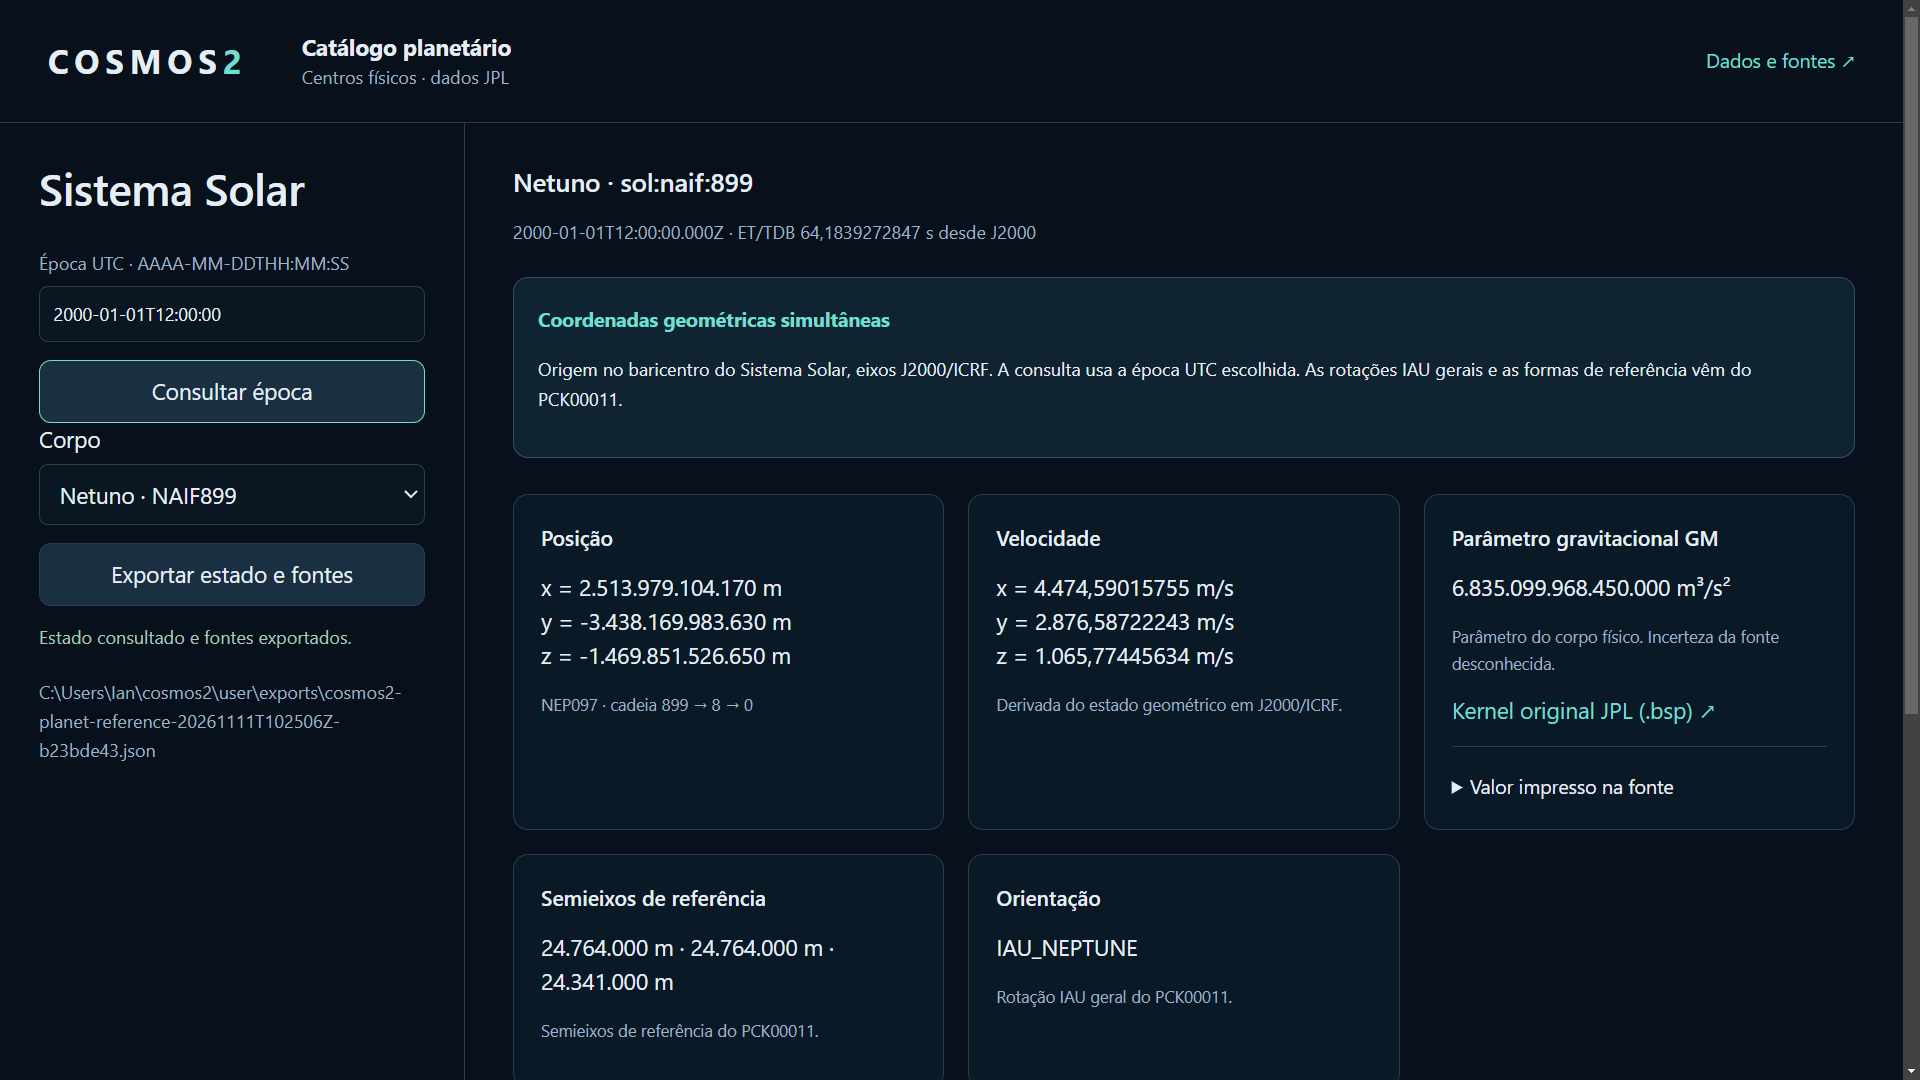 COSMOS2
Catálogo planetário
Centros físicos · dados JPL
Dados e fontes ↗
Sistema Solar
Época UTC · AAAA-MM-DDTHH:MM:SS
2000-01-01T12:00:00
Consultar época
Corpo
Netuno · NAIF899
Exportar estado e fontes
Estado consultado e fontes exportados.
C:\Users\Ian\cosmos2\user\exports\cosmos2-
planet-reference-20261111T102506Z-
b23bde43.json
Netuno · sol:naif:899
2000-01-01T12:00:00.000Z · ET/TDB 64,1839272847 s desde J2000
Coordenadas geométricas simultâneas
Origem no baricentro do Sistema Solar, eixos J2000/ICRF. A consulta usa a época UTC escolhida. As rotações IAU gerais e as formas de referência vêm do
PCK00011.
Posição
x = 2.513.979.104.170 m
y = -3.438.169.983.630 m
z = -1.469.851.526.650 m
NEP097 · cadeia 899 → 8 → 0
Velocidade
x = 4.474,59015755 m/s
y = 2.876,58722243 m/s
z = 1.065,77445634 m/s
Derivada do estado geométrico em J2000/ICRF.
Parâmetro gravitacional GM
6.835.099.968.450.000 m³/s²
Parâmetro do corpo físico. Incerteza da fonte
desconhecida.
Kernel original JPL (.bsp) ↗
▶ Valor impresso na fonte
Semieixos de referência
24.764.000 m · 24.764.000 m ·
24.341.000 m
Semieixos de referência do PCK00011.
Orientação
IAU_NEPTUNE
Rotação IAU geral do PCK00011.